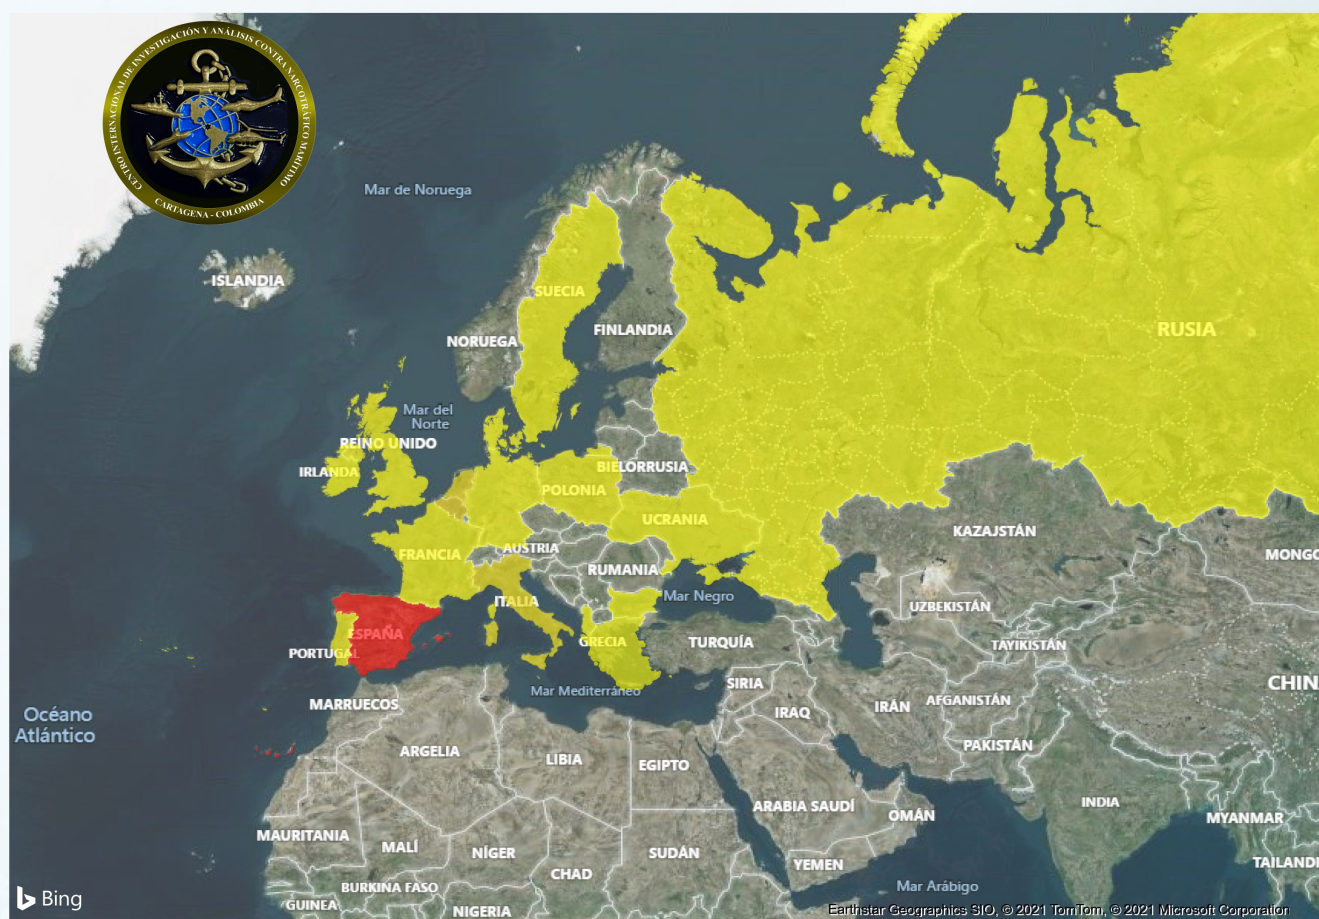 CENTRO INTERNACIONAL DE INVESTIGACIÓN Y ANÁLISIS CONTRA NARCOTRÁFICO MARÍTIMO
CARTAGENA - COLOMBIA
Mar de Noruega
ISLANDIA
SUECIA
NORUEGA
FINLANDIA
RUSIA
Mar del
Norte
REINO UNIDO
IRLANDA
BIELORRUSIA
POLONIA
UCRANIA
KAZAJSTÁN
FRANCIA
AUSTRIA
RUMANIA
MONGO
Mar Negro
ITALIA
UZBEKISTÁN
ESPAÑA
GRECIA
TURQUÍA
TAYIKISTÁN
PORTUGAL
SIRIA
CHIN
Mar Mediterráneo
MARRUECOS
IRAQ
IRÁN
AFGANISTÁN
Océano
Atlántico
ARGELIA
LIBIA
EGIPTO
PAKISTÁN
ARABIA SAUDÍ
OMÁN
INDIA
MYANMAR
MAURITANIA
MALÍ
NÍGER
SUDÁN
YEMEN
TAILANDI
CHAD
BURKINA FASO
Mar Arábigo
GUINEA
NIGERIA
Bing
Earthstar Geographics SIO, © 2021 TomTom, © 2021 Microsoft Corporation